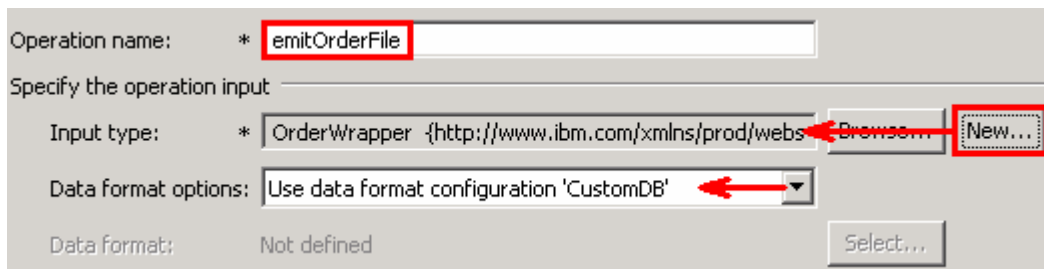 Operation name: * emitOrderFile
Specify the operation input
Input type: * OrderWrapper {http://www.ibm.com/xmlns/prod/webs Browse... New...
Data format options: Use data format configuration 'CustomDB'
Data format: Not defined Select...